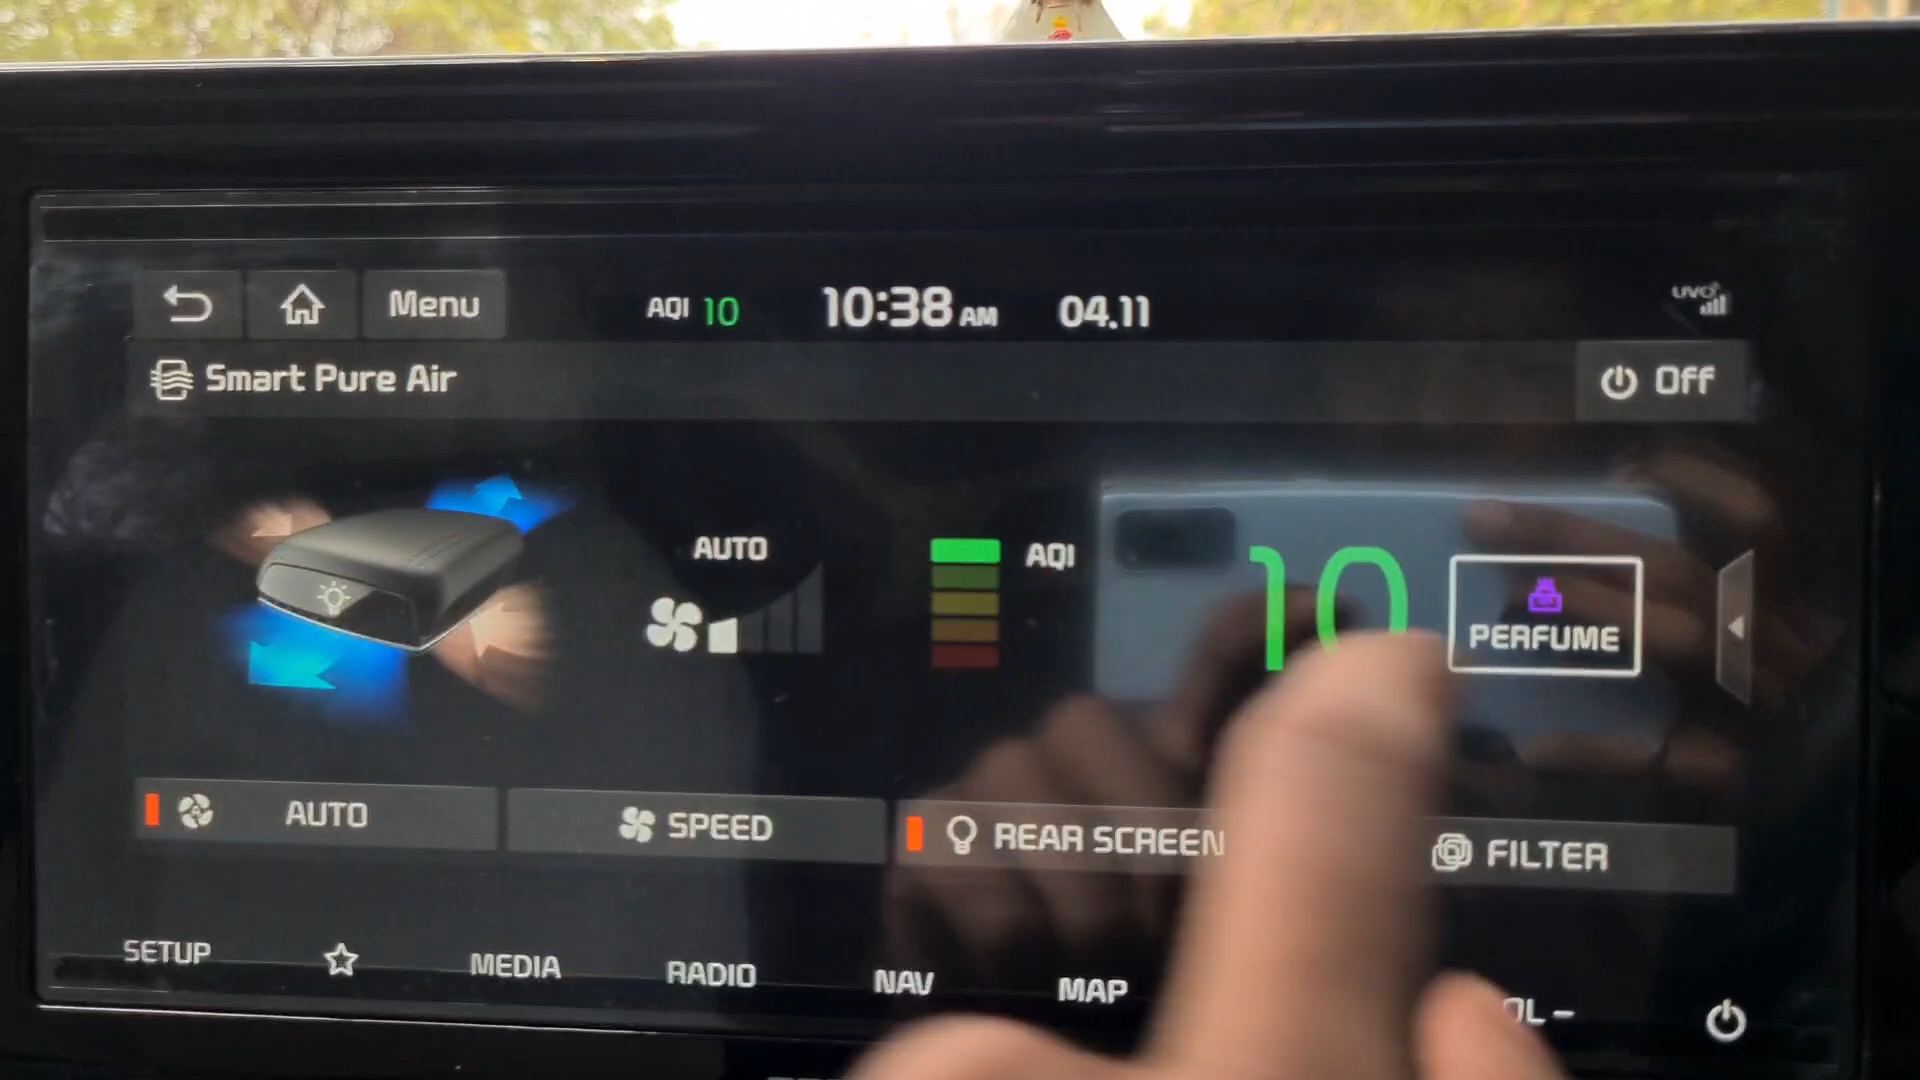 Menu AQI 10 10:38 AM 04.11 UVO
Smart Pure Air Off
AUTO AQI 10 PERFUME
AUTO SPEED REAR SCREEN FILTER
SETUP MEDIA RADIO NAV MAP